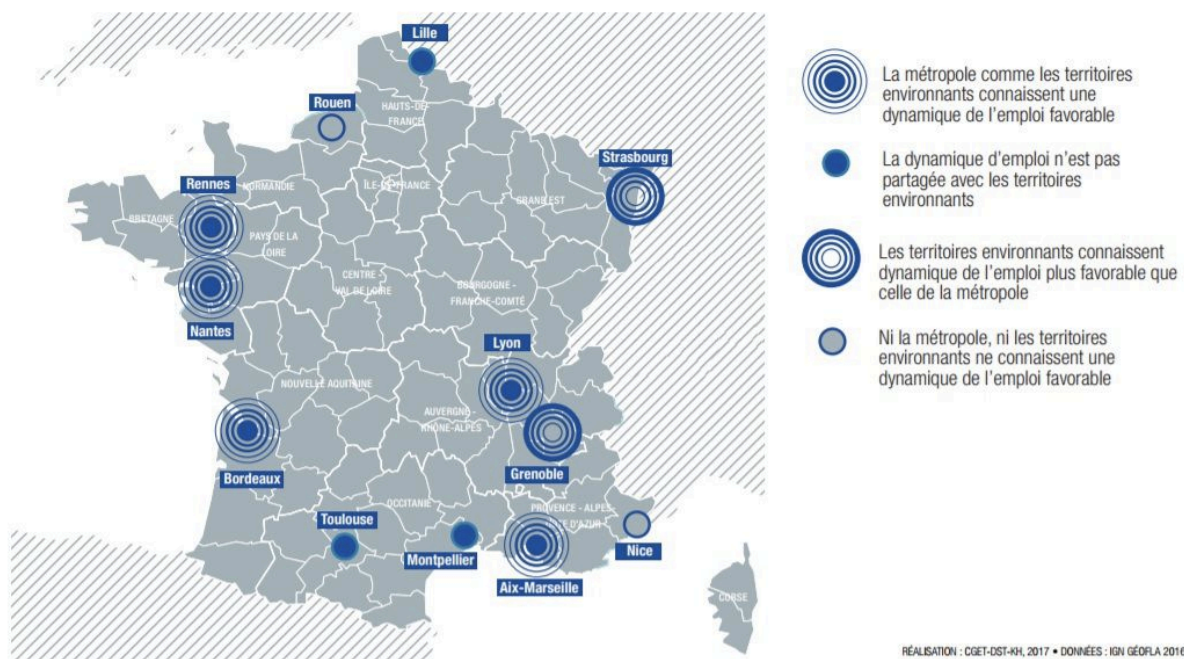 Lille
Rouen
HAUTS-DE-
FRANCE
Strasbourg
Rennes
NORMANDIE
ÎLE-DE-FRANCE
GRAND EST
BRETAGNE
PAYS DE LA
LOIRE
CENTRE -
VAL DE LOIRE
BOURGOGNE -
FRANCHE-COMTÉ
Nantes
Lyon
NOUVELLE AQUITAINE
AUVERGNE -
RHÔNE-ALPES
Bordeaux
Grenoble
OCCITANIE
PROVENCE - ALPES-
CÔTE D'AZUR
Toulouse
Montpellier
Nice
Aix-Marseille
CORSE
La métropole comme les territoires
environnants connaissent une
dynamique de l'emploi favorable
La dynamique d'emploi n'est pas
partagée avec les territoires
environnants
Les territoires environnants connaissent
dynamique de l'emploi plus favorable que
celle de la métropole
Ni la métropole, ni les territoires
environnants ne connaissent une
dynamique de l'emploi favorable
RÉALISATION : CGET-DST-KH, 2017 • DONNÉES : IGN GÉOFLA 2016